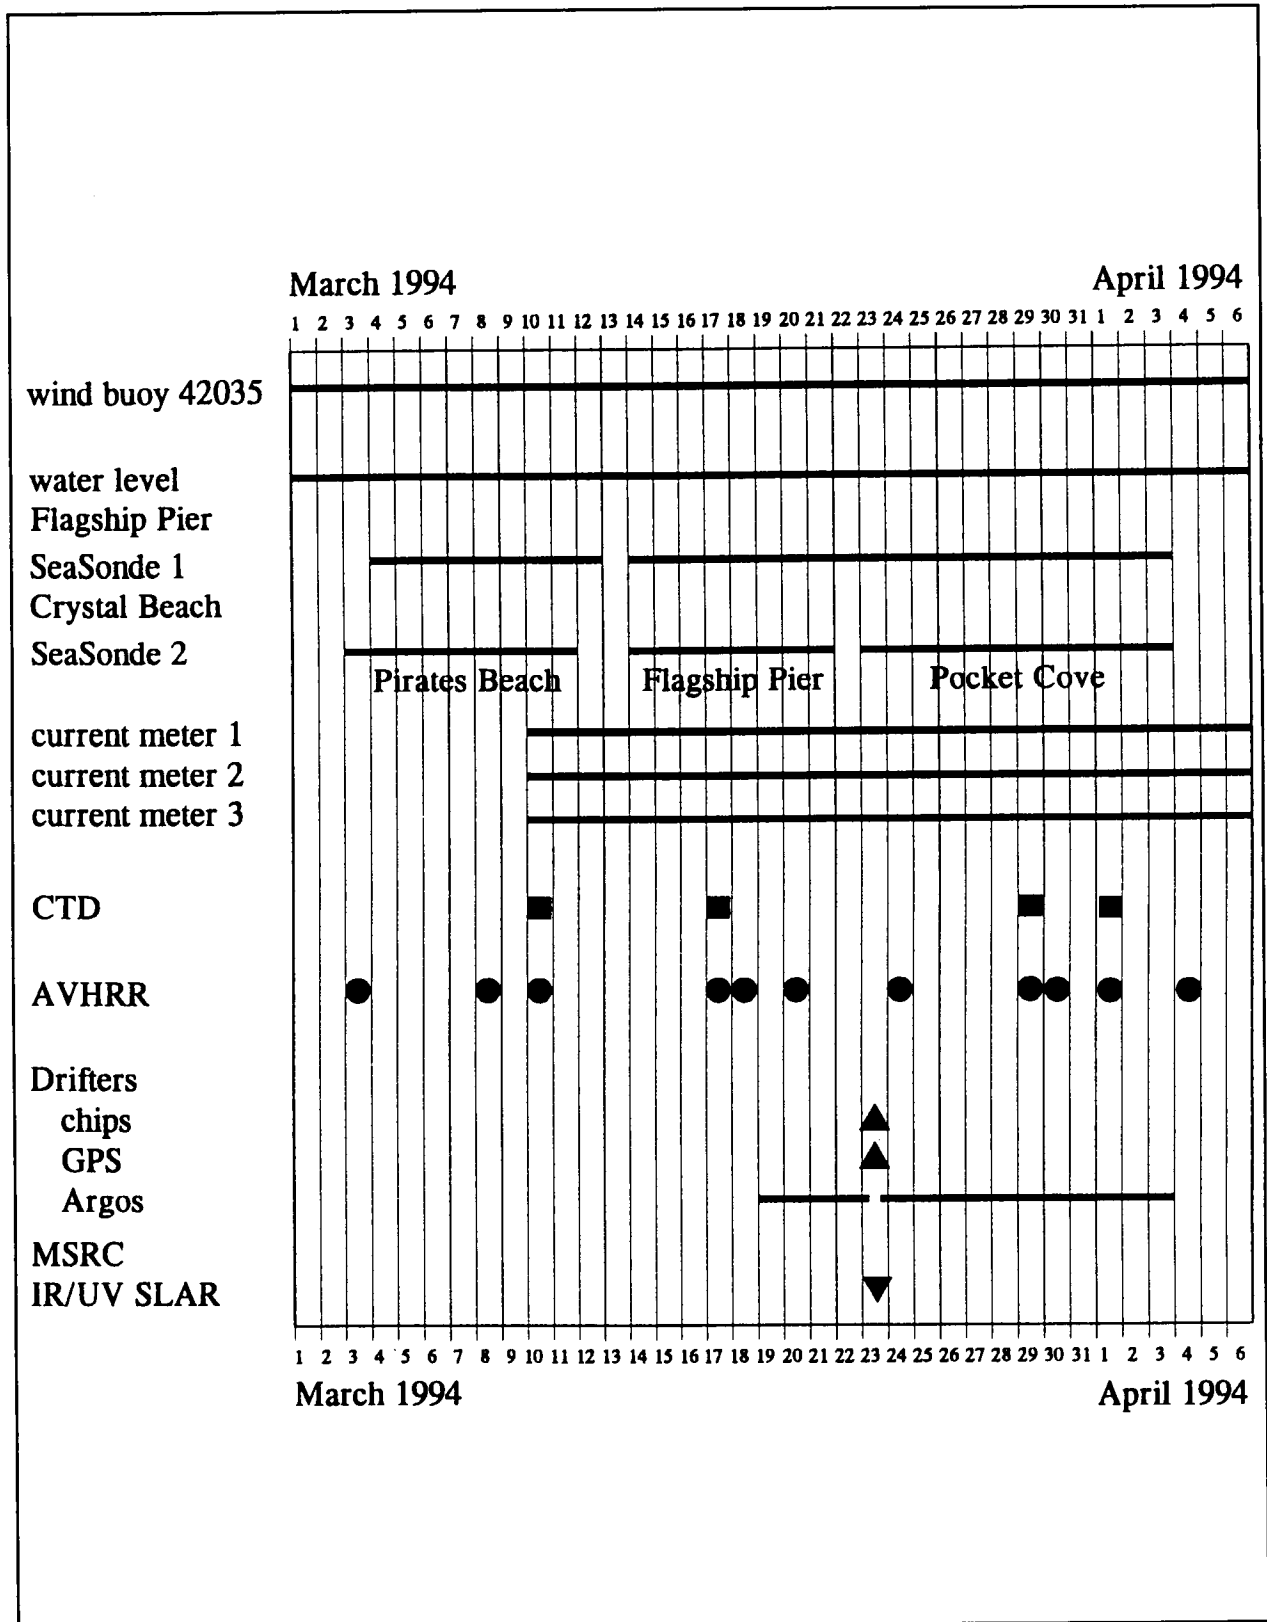 March 1994 April 1994
1 2 3 4 5 6 7 8 9 10 11 12 13 14 15 16 17 18 19 20 21 22 23 24 25 26 27 28 29 30 31 1 2 3 4 5 6
wind buoy 42035
water level
Flagship Pier
SeaSonde 1
Crystal Beach
SeaSonde 2
Pirates Beach Flagship Pier Pocket Cove
current meter 1
current meter 2
current meter 3
CTD
AVHRR
Drifters
chips
GPS
Argos
MSRC
IR/UV SLAR
1 2 3 4 5 6 7 8 9 10 11 12 13 14 15 16 17 18 19 20 21 22 23 24 25 26 27 28 29 30 31 1 2 3 4 5 6
March 1994 April 1994